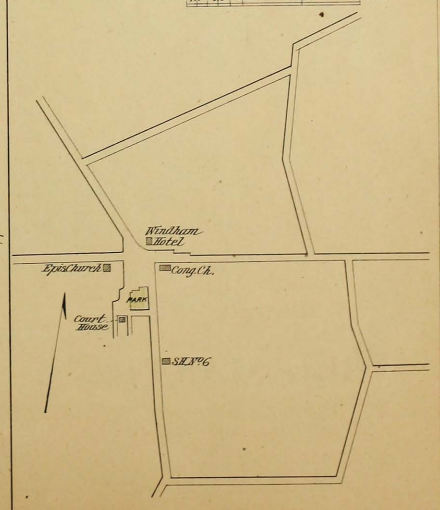 Windham
Hotel
Epis Church
Cong. Ch.
PARK
Court
House
S.H. Nº 6